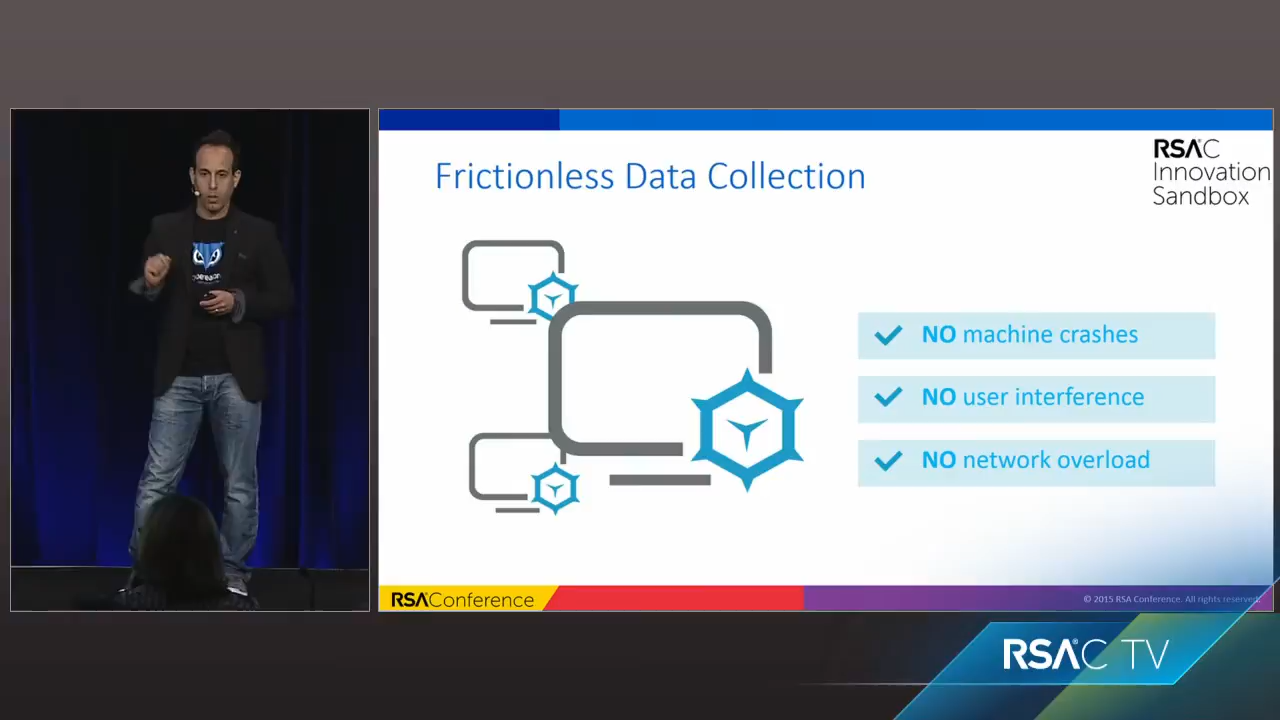 Frictionless Data Collection
RSAC
Innovation
Sandbox
NO machine crashes
NO user interference
NO network overload
RSAConference
© 2015 RSA Conference. All rights reserved.
RSAC TV